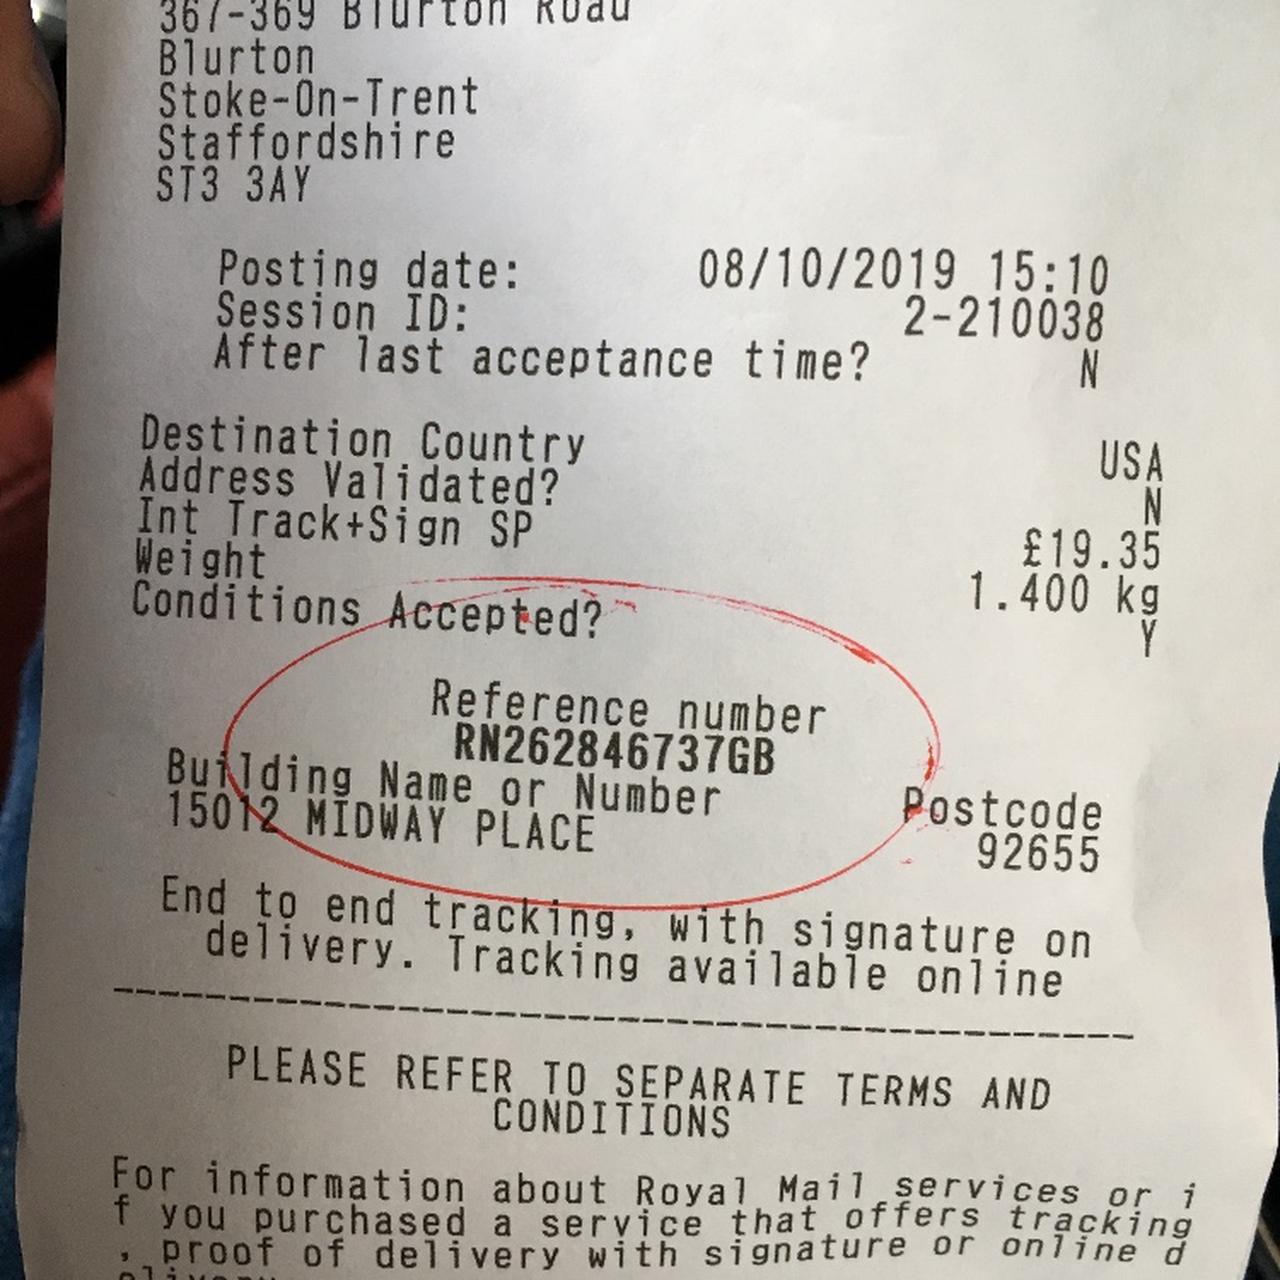 367-369 Blurton Road
Blurton
Stoke-On-Trent
Staffordshire
ST3 3AY
Posting date: 08/10/2019 15:10
Session ID: 2-210038
After last acceptance time? N
Destination Country USA
Address Validated? N
Int Track+Sign SP £19.35
Weight 1.400 kg
Conditions Accepted? Y
Reference number
RN262846737GB
Building Name or Number Postcode
15012 MIDWAY PLACE 92655
End to end tracking, with signature on
delivery. Tracking available online
PLEASE REFER TO SEPARATE TERMS AND
CONDITIONS
For information about Royal Mail services or i
f you purchased a service that offers tracking
, proof of delivery with signature or online d